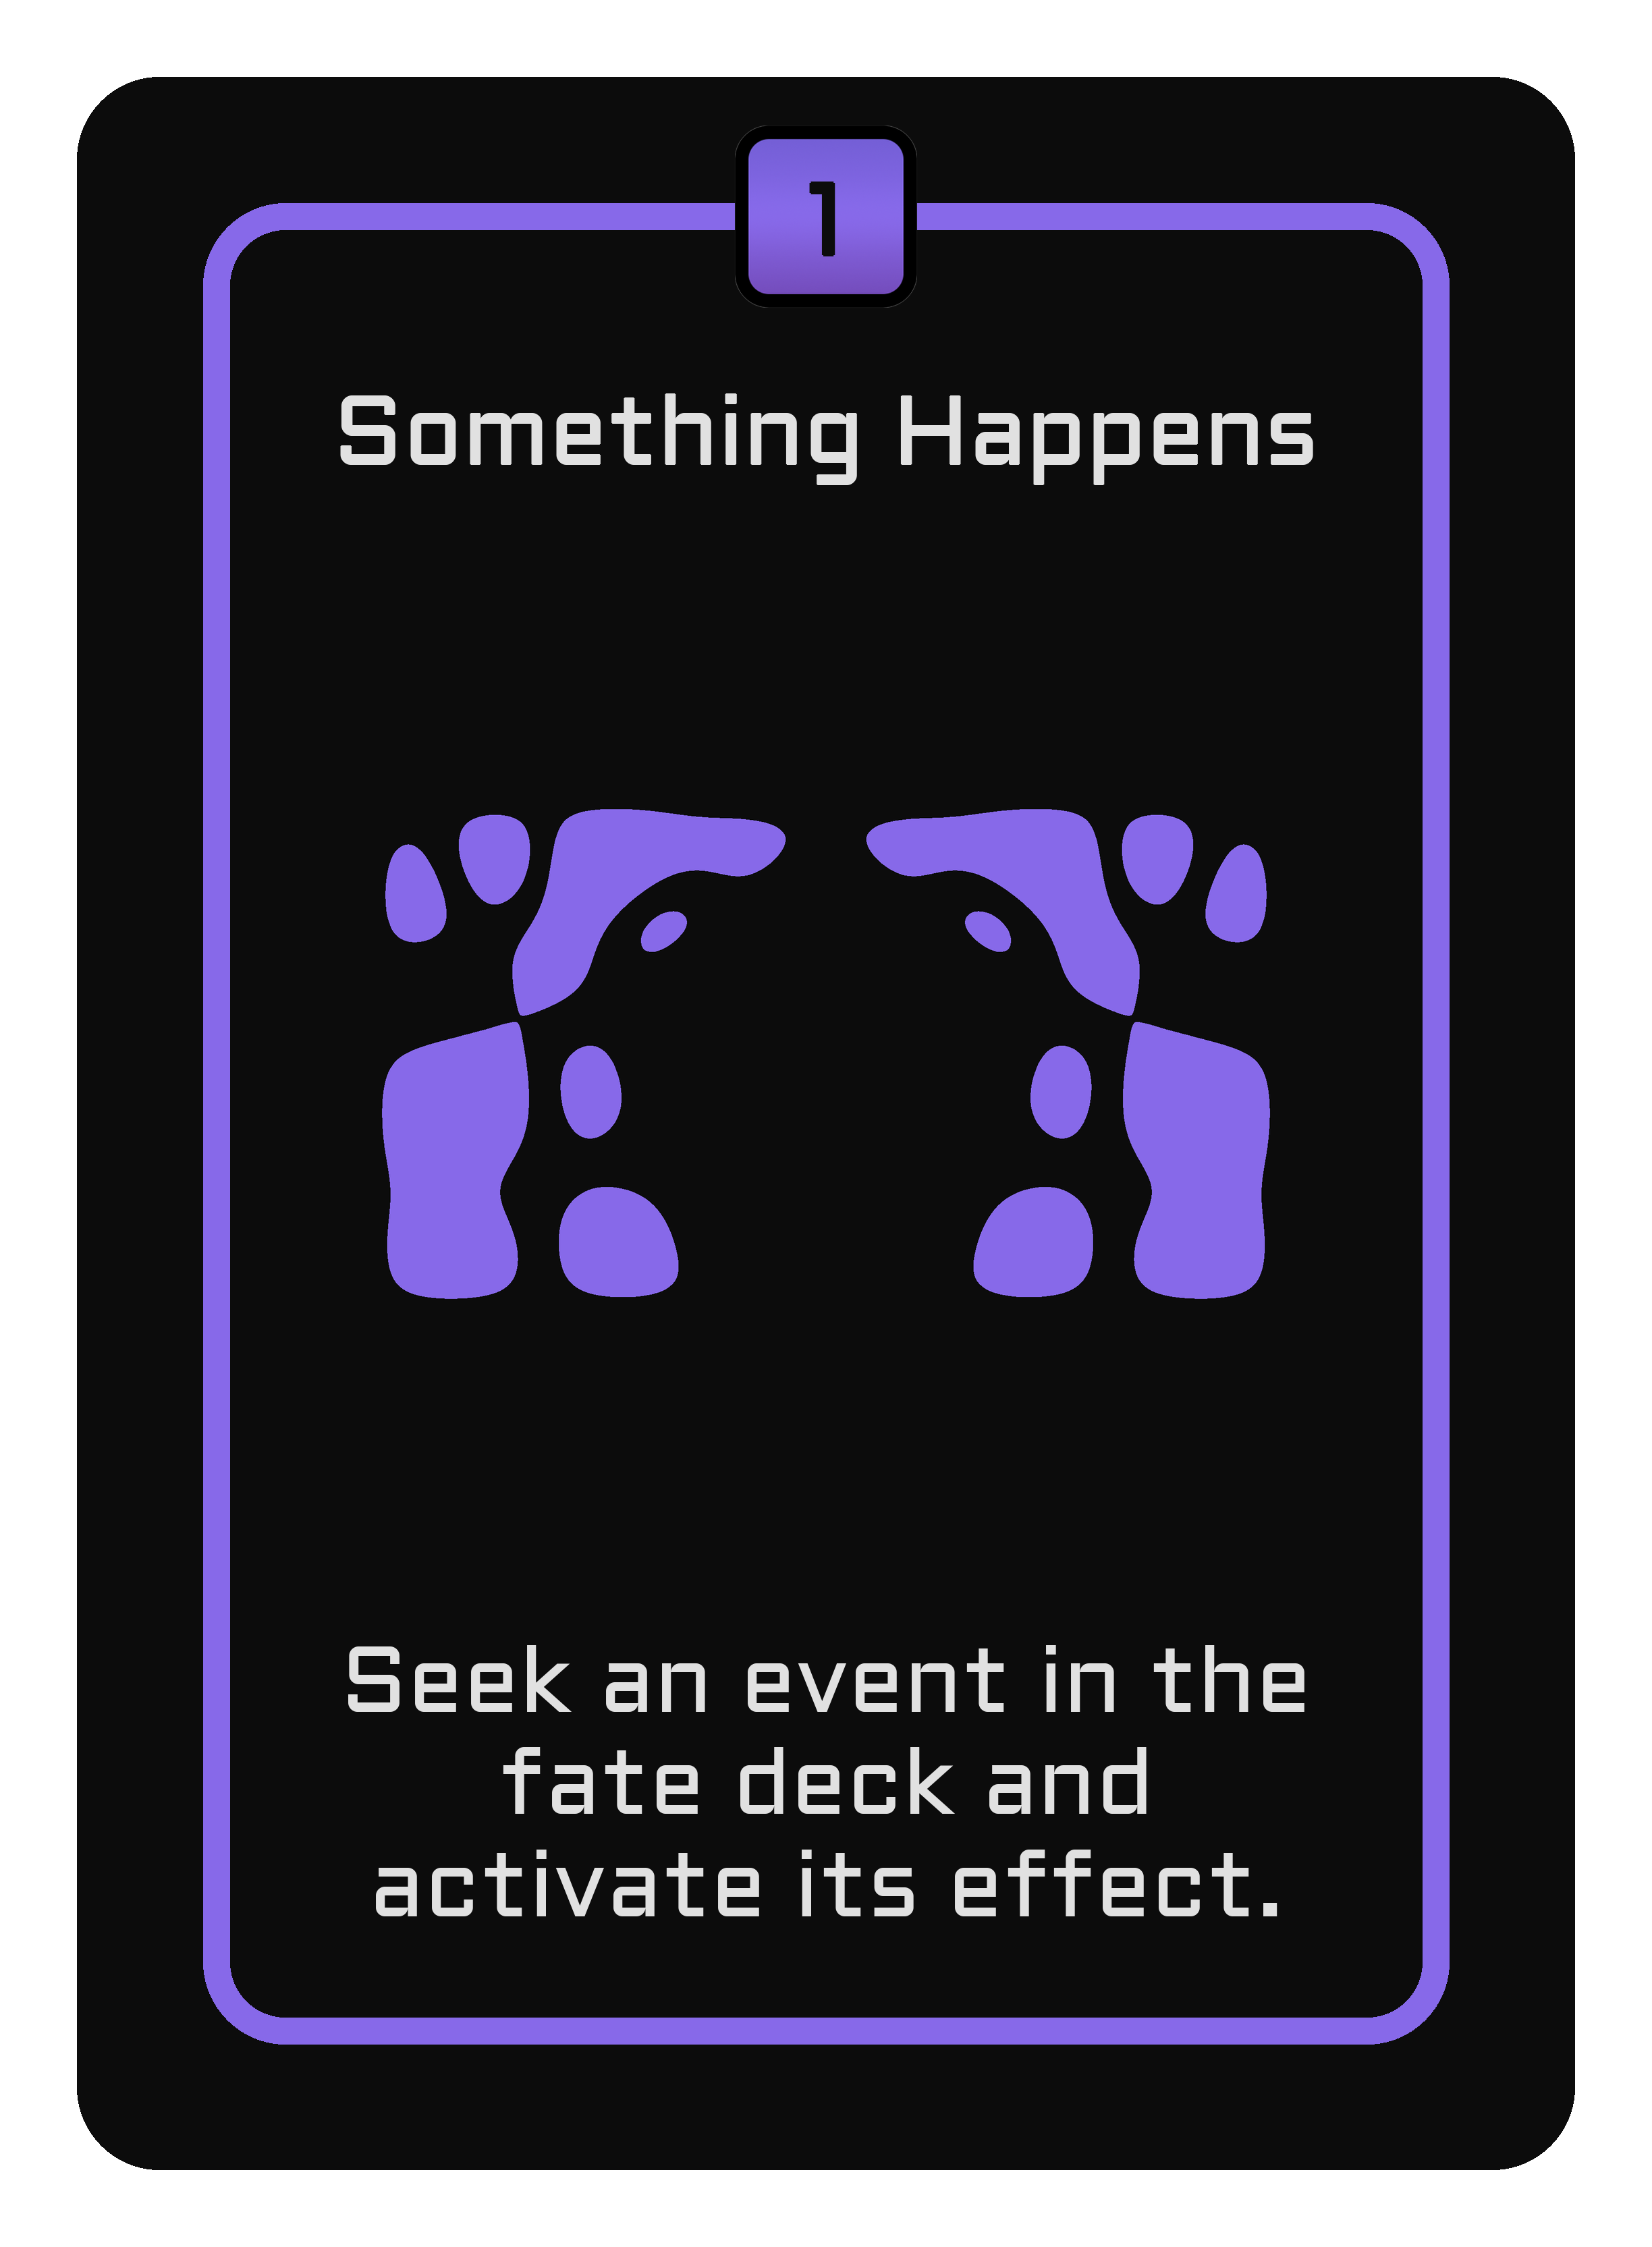 1
Something Happens
Seek an event in the
fate deck and
activate its effect.